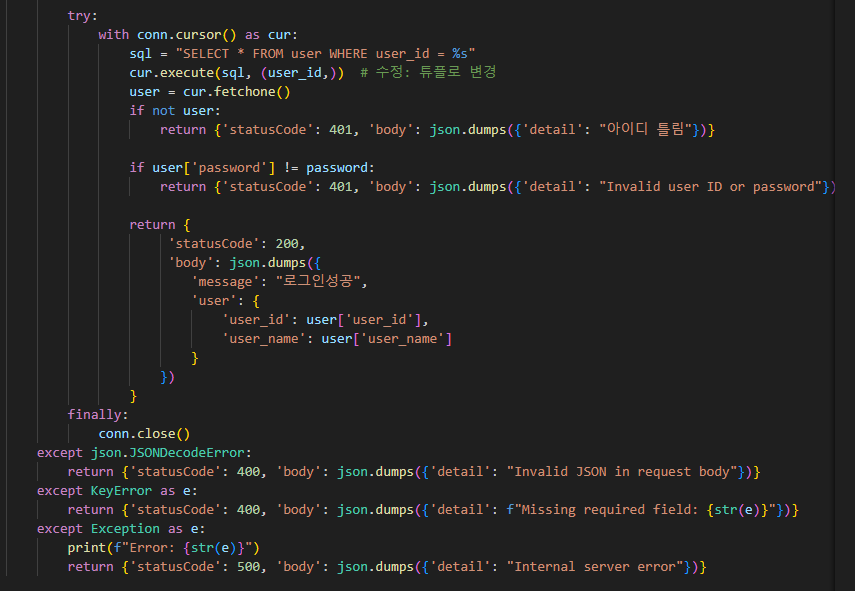 try:
with conn.cursor() as cur:
sql = "SELECT * FROM user WHERE user_id = %s"
cur.execute(sql, (user_id,))  # 수정: 튜플로 변경
user = cur.fetchone()
if not user:
return {'statusCode': 401, 'body': json.dumps({'detail': "아이디 틀림"})}
if user['password'] != password:
return {'statusCode': 401, 'body': json.dumps({'detail': "Invalid user ID or password"})
return {
'statusCode': 200,
'body': json.dumps({
'message': "로그인성공",
'user': {
'user_id': user['user_id'],
'user_name': user['user_name']
}
})
}
finally:
conn.close()
except json.JSONDecodeError:
return {'statusCode': 400, 'body': json.dumps({'detail': "Invalid JSON in request body"})}
except KeyError as e:
return {'statusCode': 400, 'body': json.dumps({'detail': f"Missing required field: {str(e)}"})}
except Exception as e:
print(f"Error: {str(e)}")
return {'statusCode': 500, 'body': json.dumps({'detail': "Internal server error"})}